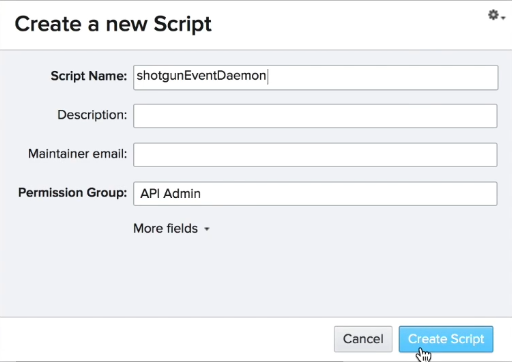 Create a new Script
Script Name: shotgunEventDaemon
Description:
Maintainer email:
Permission Group: API Admin
More fields
Cancel Create Script